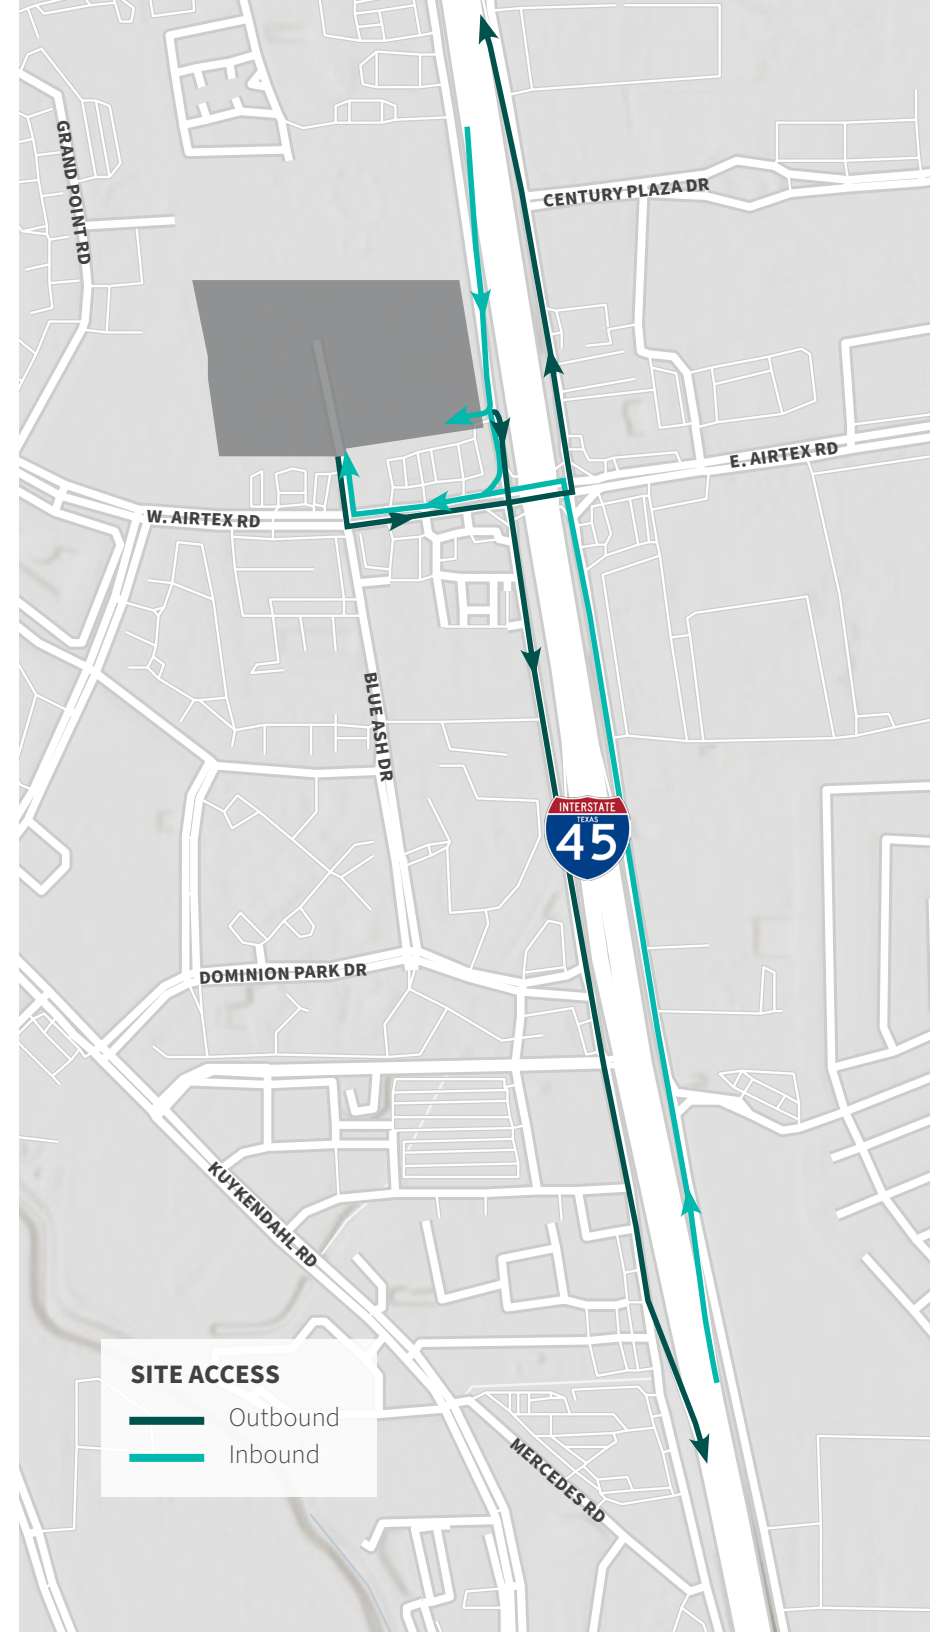 GRAND POINT RD
CENTURY PLAZA DR
E. AIRTEX RD
W. AIRTEX RD
BLUE ASH DR
INTERSTATE
TEXAS
45
DOMINION PARK DR
KUYKENDAHL RD
SITE ACCESS
Outbound
Inbound
MERCEDES RD